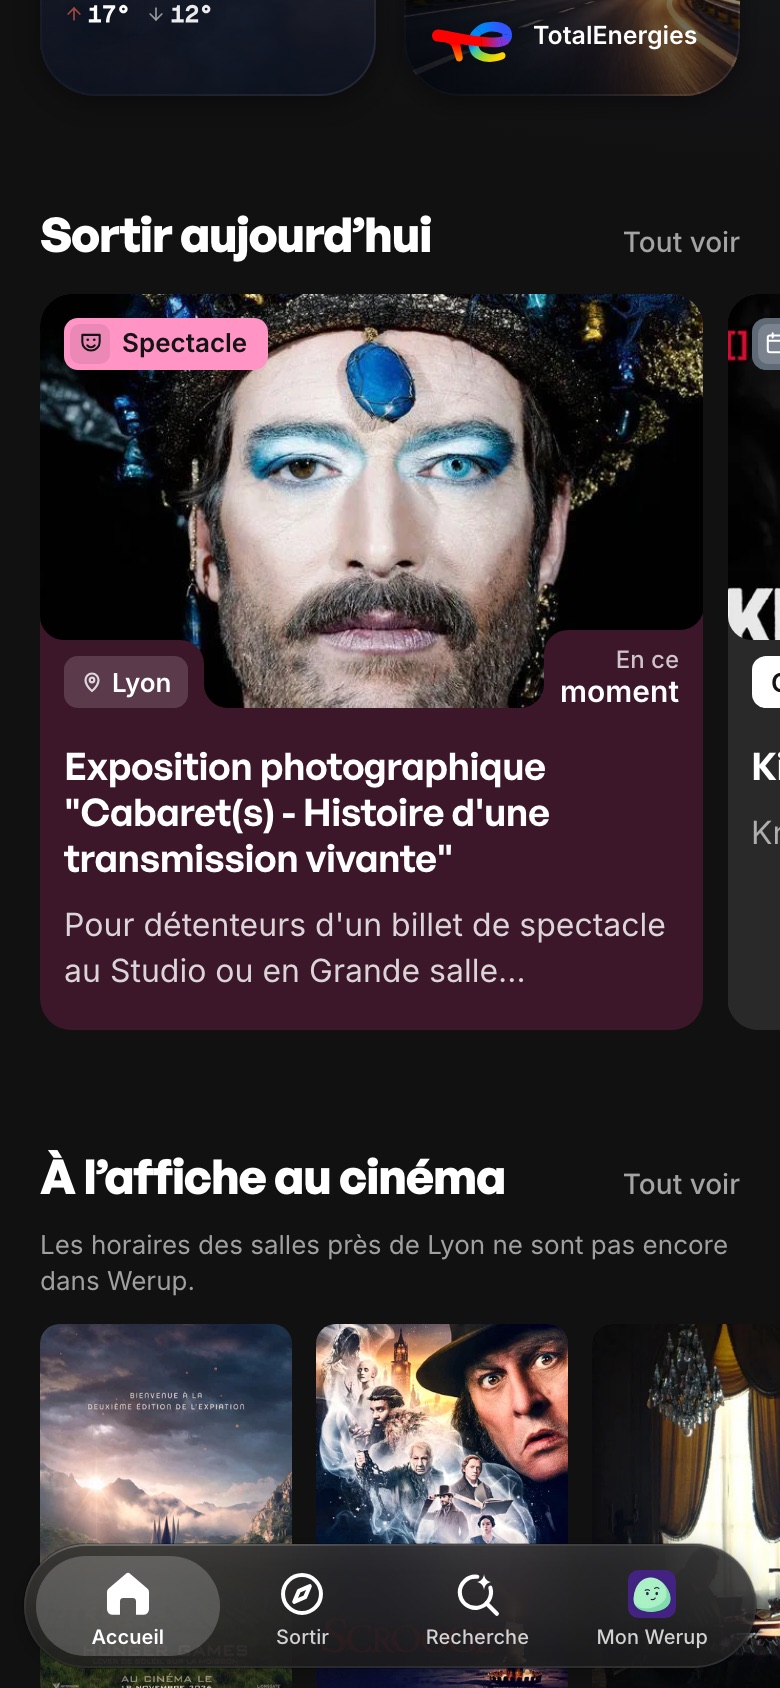 ↑ 17° ↓ 12°
TotalEnergies
Sortir aujourd’hui
Tout voir
Spectacle
Lyon
En ce
moment
Exposition photographique
"Cabaret(s) - Histoire d'une
transmission vivante"
Pour détenteurs d'un billet de spectacle
au Studio ou en Grande salle...
À l’affiche au cinéma
Tout voir
Les horaires des salles près de Lyon ne sont pas encore
dans Werup.
BIENVENUE À LA
DEUXIÈME ÉDITION DE L'EXPIATION
Accueil
Sortir
Recherche
Mon Werup
AU CINÉMA LE